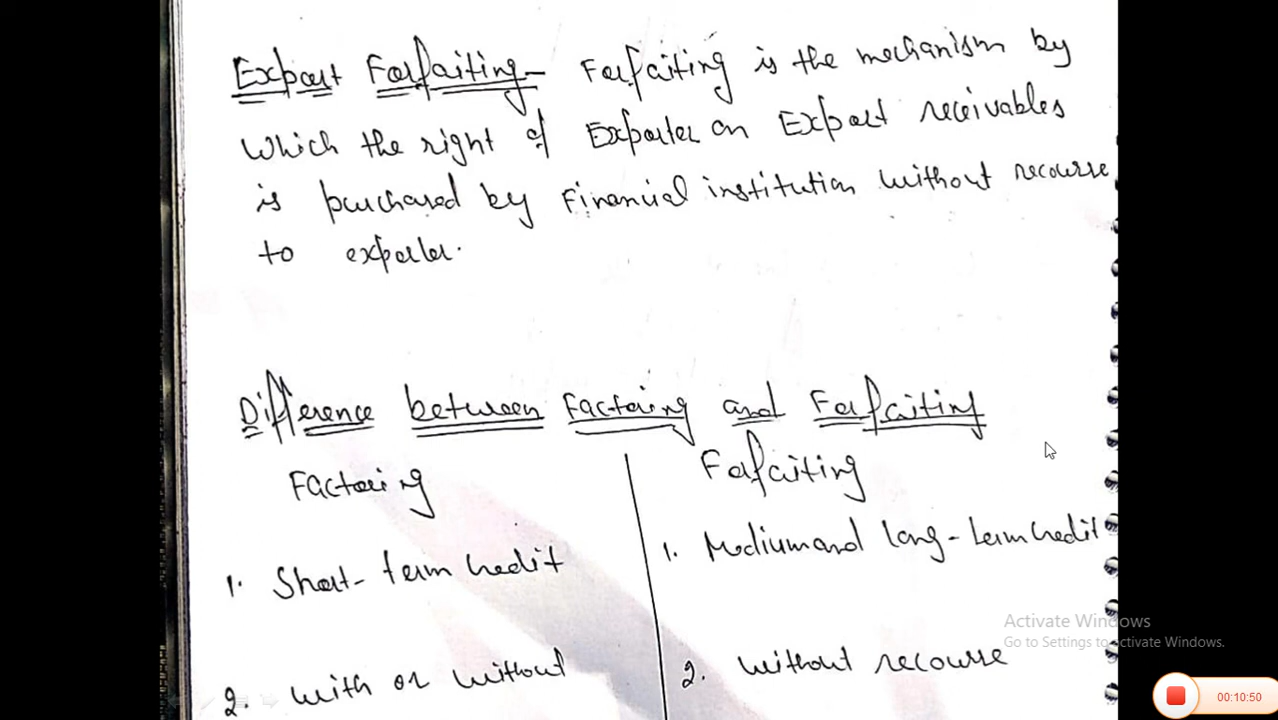 Export Forfaiting- Forfaiting is the mechanism by
which the right of Exporter on Export receivables
is purchased by Financial institution without recourse
to exporter.
Difference between Factoring and Forfaiting
Factoring
Forfaiting
1. Short-term Credit
1. Medium and long-term Credit
2. With or without
2. Without recourse
Activate Windows
Go to Settings to activate Windows.
00:10:50